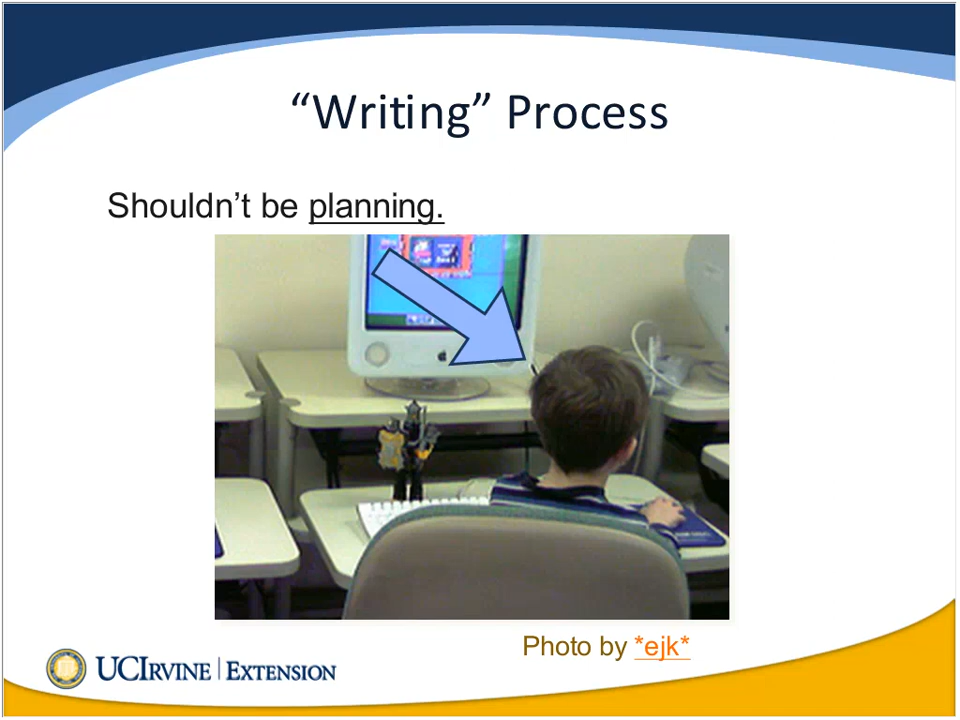 “Writing” Process
Shouldn’t be planning.
Photo by *ejk*
UCIRVINE | EXTENSION